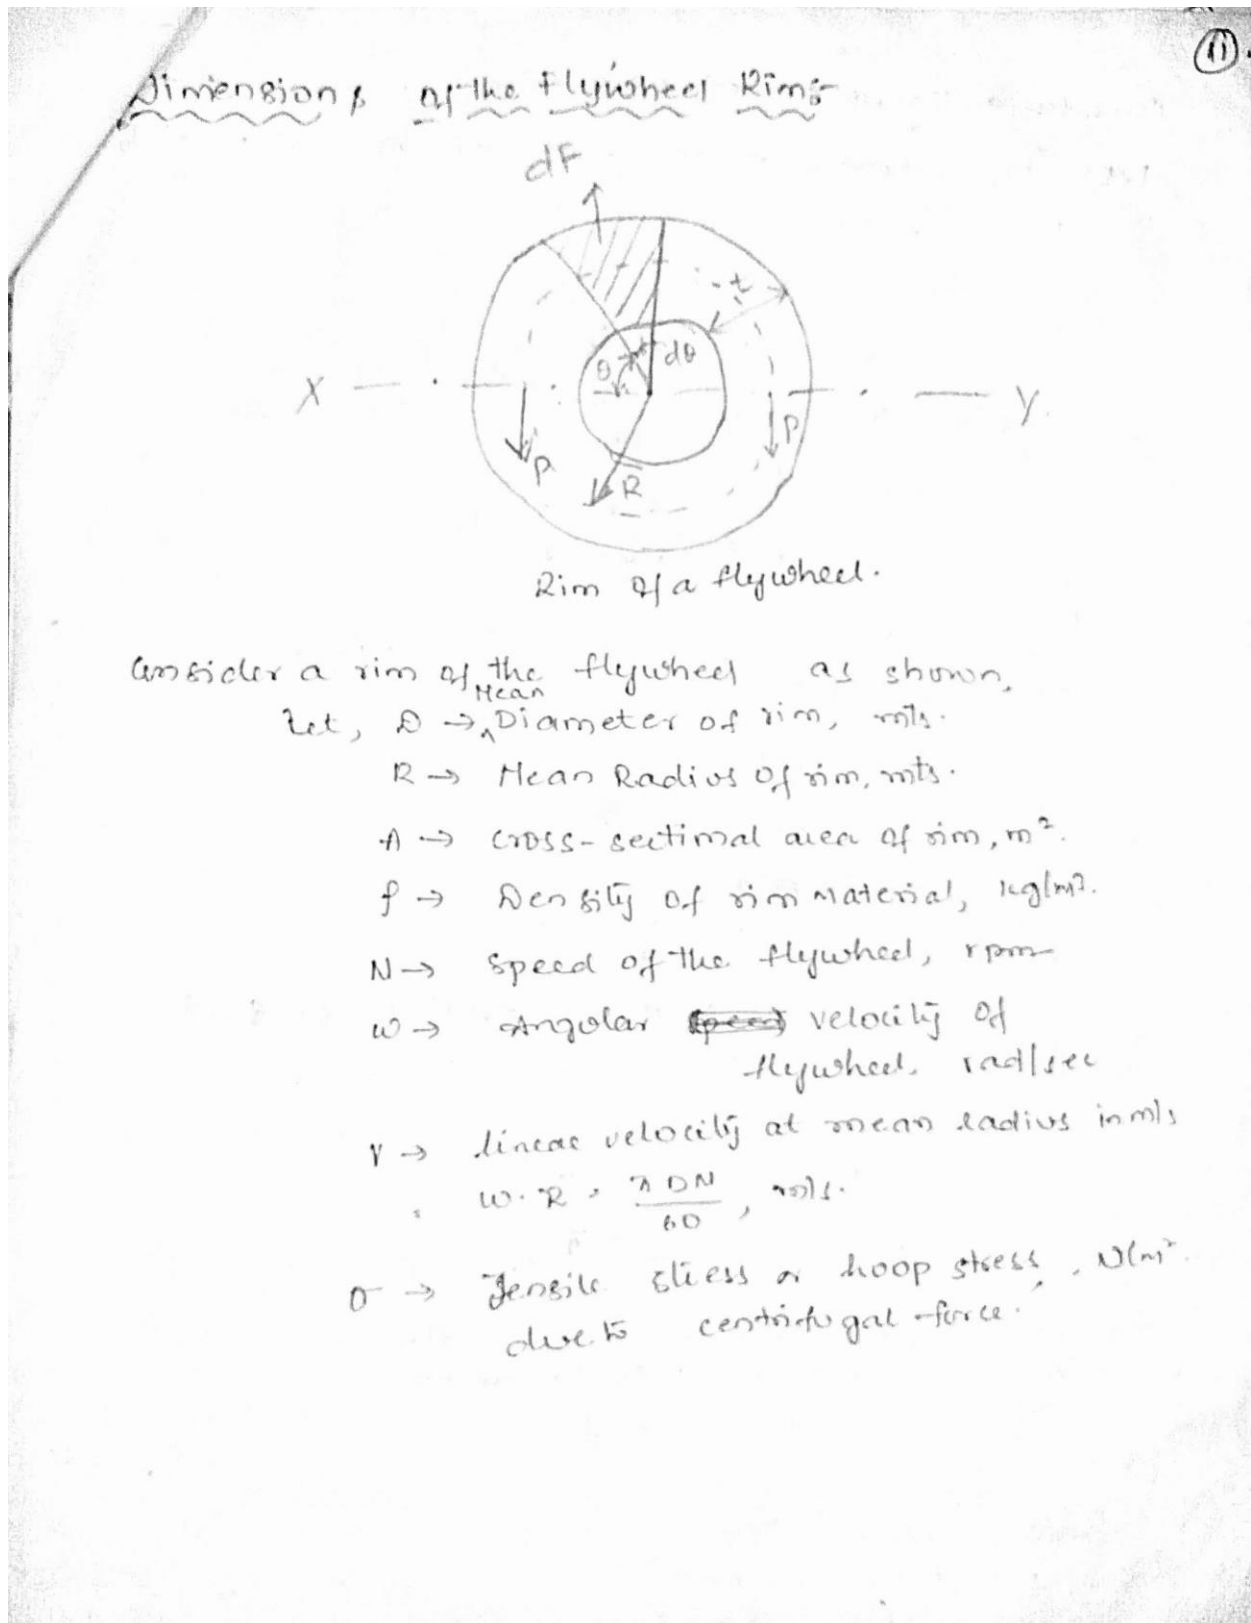 (11).
Dimensions of the Flywheel Rim:-
dF
t
θ dθ
X Y
P P
R
Rim of a flywheel.
Consider a rim of the flywheel as shown.
Mean
Let, D → ^ Diameter of rim, mts.
R → Mean Radius of rim, mts.
A → cross-sectional area of rim, m².
ρ → Density of rim material, kg/m³.
N → Speed of the flywheel, rpm
ω → Angular velocity of
flywheel, rad/sec
V → linear velocity at mean radius in m/s
= ω.R = πDN/60, m/s.
σ → Tensile stress or hoop stress, N/m².
due to centrifugal force.